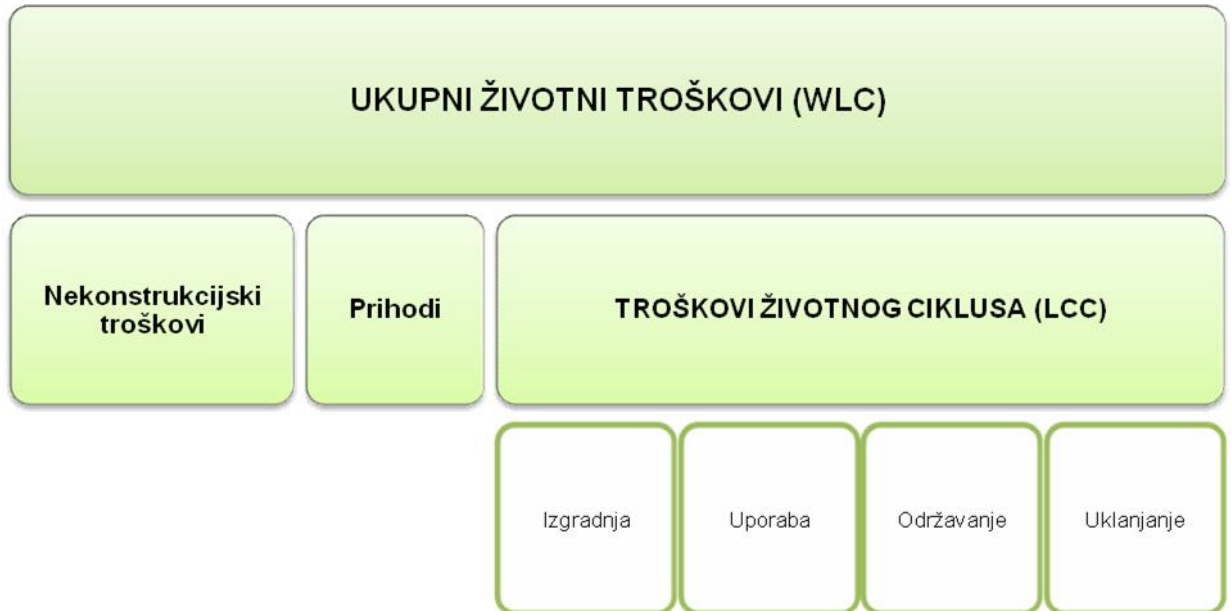 UKUPNI ŽIVOTNI TROŠKOVI (WLC)
Nekonstrukcijski
troškovi
Prihodi
TROŠKOVI ŽIVOTNOG CIKLUSA (LCC)
Izgradnja
Uporaba
Održavanje
Uklanjanje